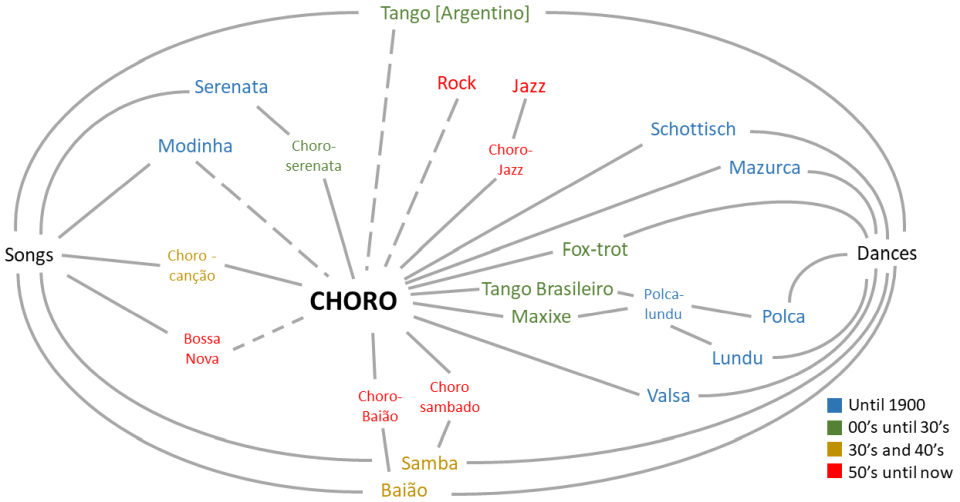 Tango [Argentino]
Rock
Jazz
Serenata
Schottisch
Modinha
Choro-
serenata
Choro-
Jazz
Mazurca
Songs
Choro -
canção
Fox-trot
Dances
CHORO
Tango Brasileiro
Maxixe
Polca-
lundu
Polca
Bossa
Nova
Lundu
Choro-
Baião
Choro
sambado
Valsa
Samba
Baião
Until 1900
00's until 30's
30's and 40's
50's until now